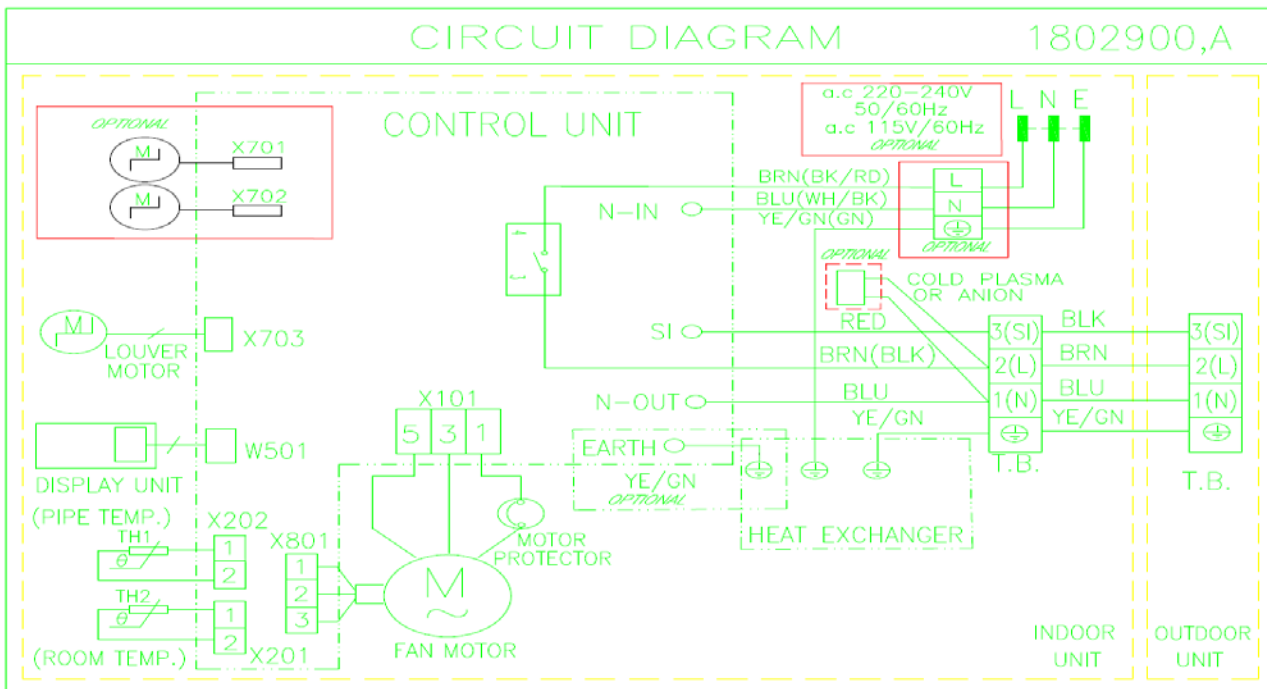 CIRCUIT DIAGRAM 1802900,A
OPTIONAL
M X701
M X702
CONTROL UNIT
a.c 220-240V
50/60Hz
a.c 115V/60Hz
OPTIONAL
L N E
BRN(BK/RD) L
N-IN BLU(WH/BK) N
YE/GN(GN)
OPTIONAL
OPTIONAL
COLD PLASMA
OR ANION
M X703
LOUVER
MOTOR
SI RED 3(SI) BLK 3(SI)
BRN(BLK) 2(L) BRN 2(L)
N-OUT BLU 1(N) BLU 1(N)
YE/GN YE/GN
T.B. T.B.
X101
5 3 1
EARTH
YE/GN
OPTIONAL
HEAT EXCHANGER
W501
DISPLAY UNIT
(PIPE TEMP.)
TH1 X202
θ 1
2
TH2
θ 1
2
(ROOM TEMP.) X201
X801
1
2
3
MOTOR
PROTECTOR
M
~
FAN MOTOR
INDOOR
UNIT
OUTDOOR
UNIT